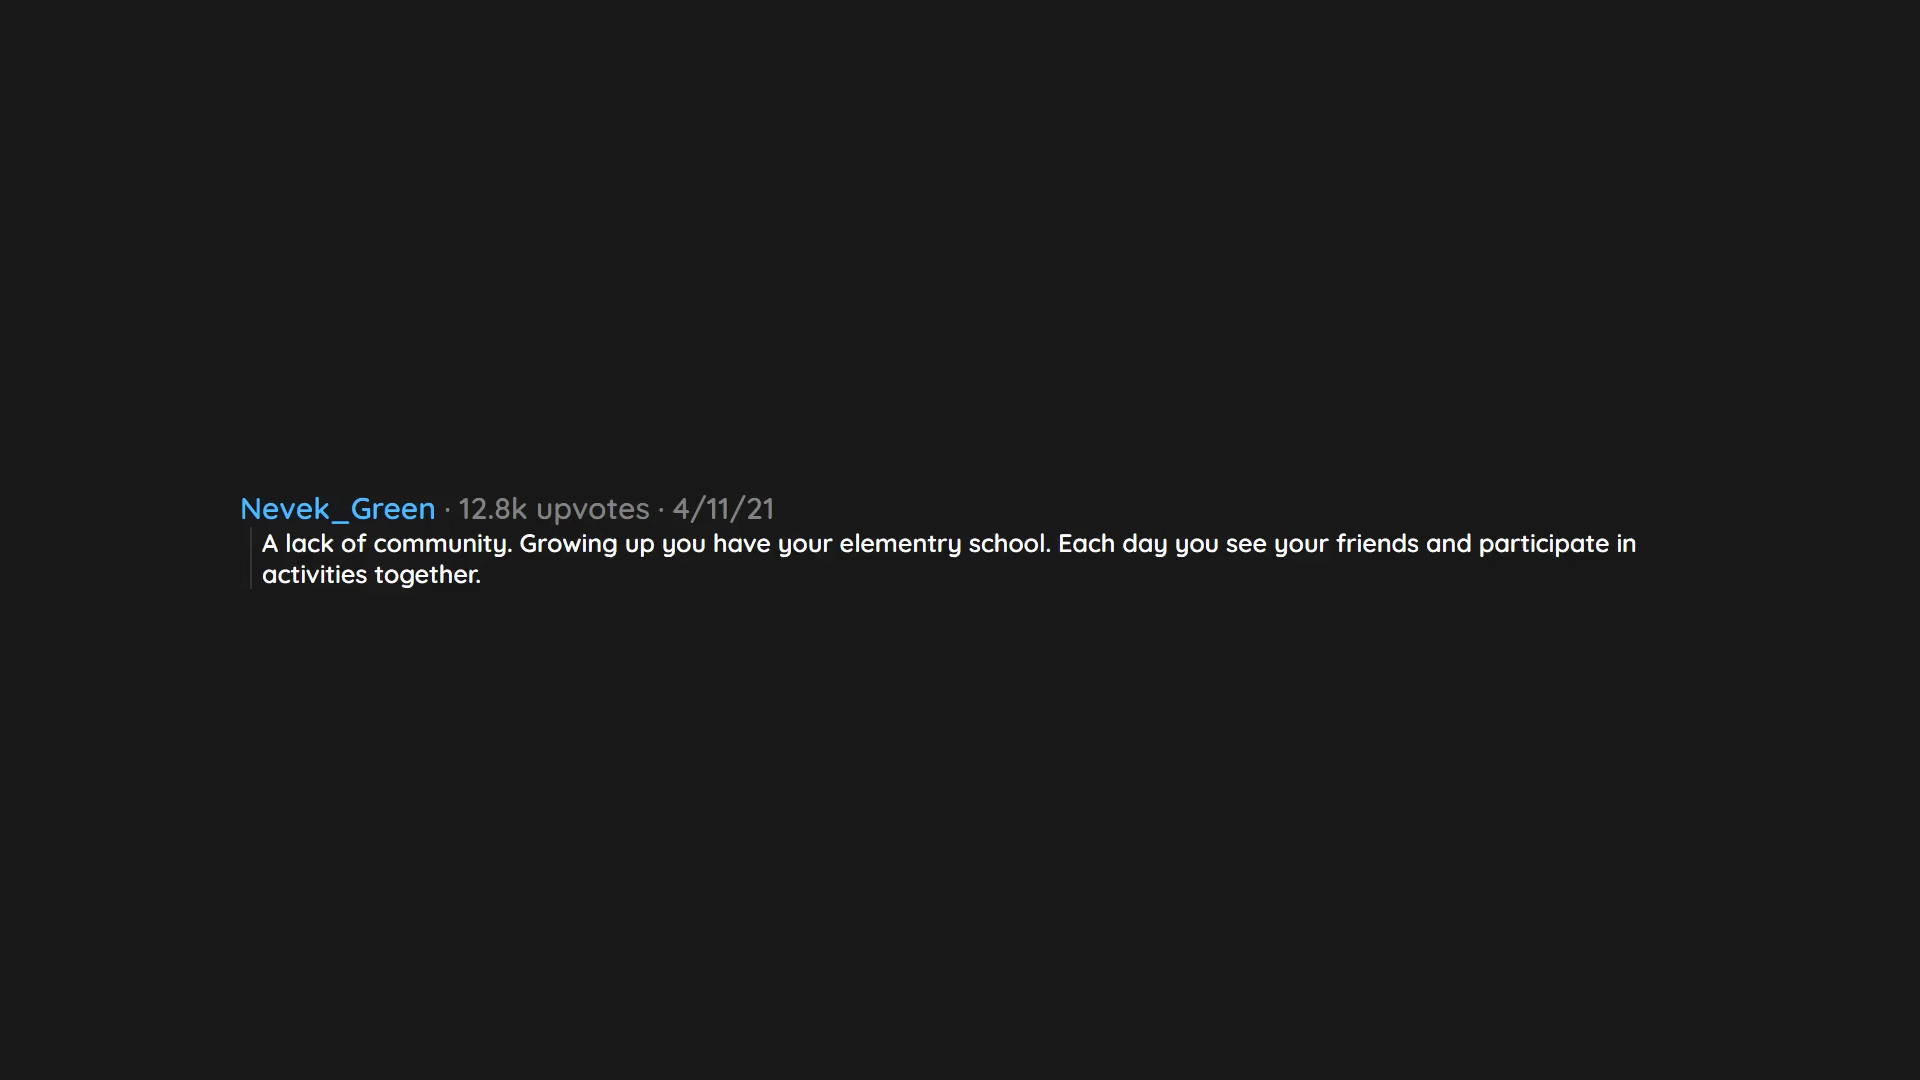 Nevek_Green · 12.8k upvotes · 4/11/21
A lack of community. Growing up you have your elementry school. Each day you see your friends and participate in
activities together.